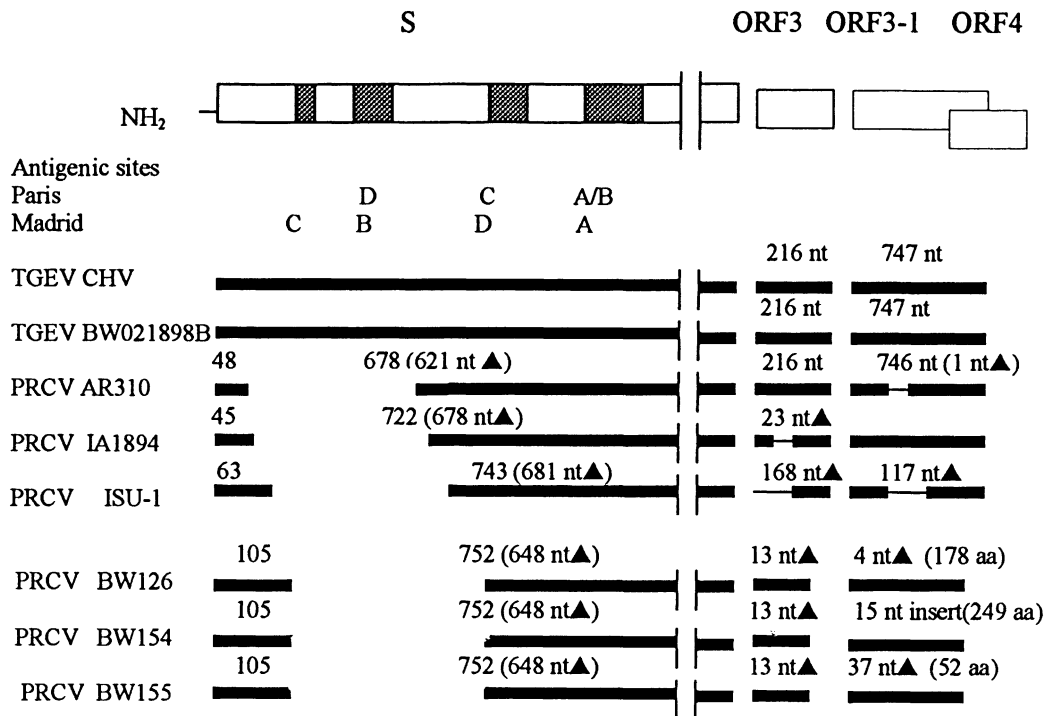 S ORF3 ORF3-1 ORF4
NH₂
Antigenic sites
Paris D C A/B
Madrid C B D A
216 nt 747 nt
TGEV CHV
216 nt 747 nt
TGEV BW021898B
48 678 (621 nt▲) 216 nt 746 nt (1 nt▲)
PRCV AR310
45 722 (678 nt▲) 23 nt▲
PRCV IA1894
63 743 (681 nt▲) 168 nt▲ 117 nt▲
PRCV ISU-1
105 752 (648 nt▲) 13 nt▲ 4 nt▲ (178 aa)
PRCV BW126
105 752 (648 nt▲) 13 nt▲ 15 nt insert(249 aa)
PRCV BW154
105 752 (648 nt▲) 13 nt▲ 37 nt▲ (52 aa)
PRCV BW155